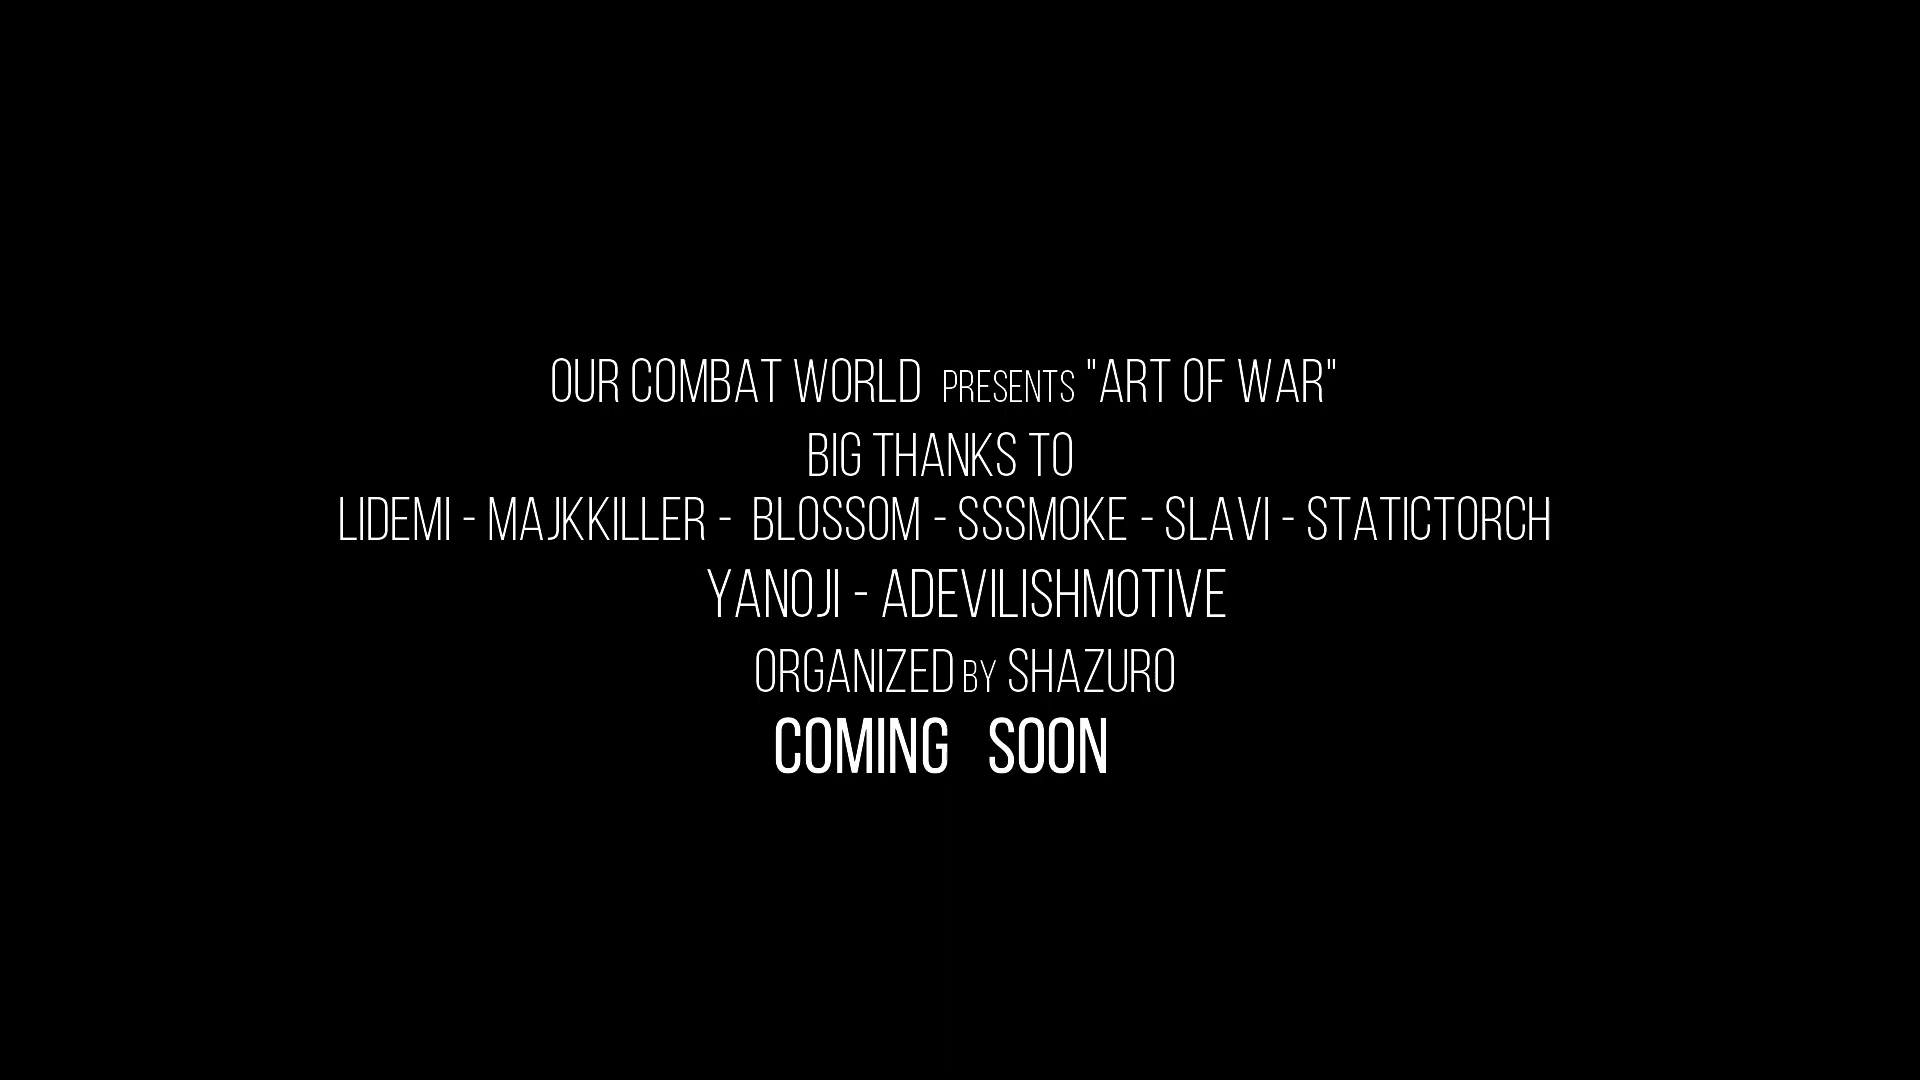 OUR COMBAT WORLD PRESENTS "ART OF WAR"
BIG THANKS TO
LIDEMI - MAJKKILLER - BLOSSOM - SSSMOKE - SLAVI - STATICTORCH
YANOJI - ADEVILISHMOTIVE
ORGANIZED BY SHAZURO
COMING SOON